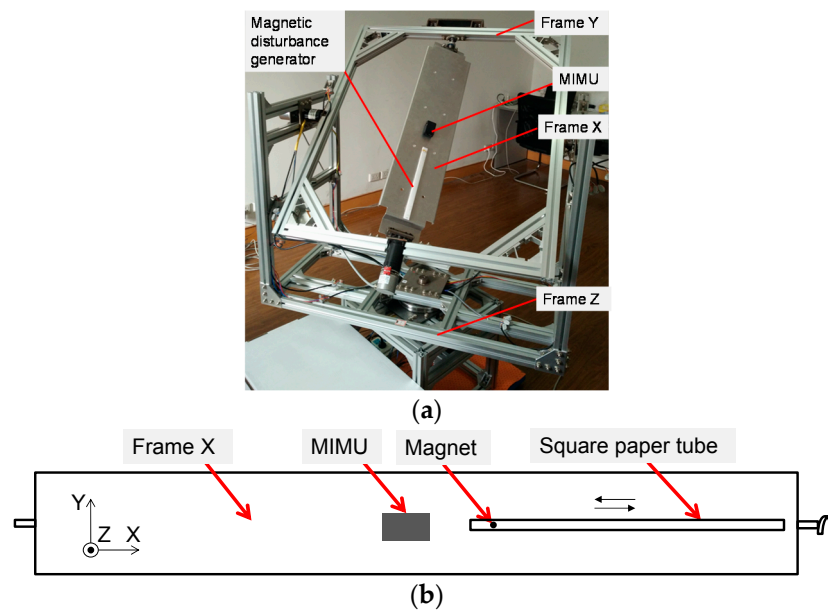 Magnetic
disturbance
generator
Frame Y
MIMU
Frame X
Frame Z
(a)
Frame X
MIMU
Magnet
Square paper tube
Y
Z
X
(b)